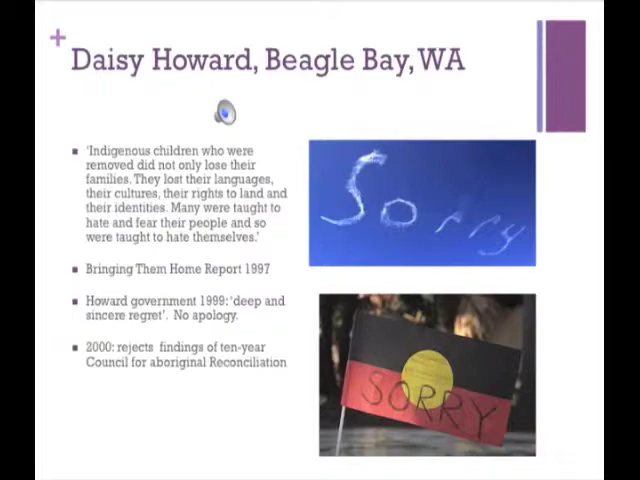 Daisy Howard, Beagle Bay, WA
‘Indigenous children who were
removed did not only lose their
families. They lost their languages,
their cultures, their rights to land and
their identities. Many were taught to
hate and fear their people and so
were taught to hate themselves.’
Bringing Them Home Report 1997
Howard government 1999: ‘deep and
sincere regret’.  No apology.
2000: rejects  findings of ten-year
Council for aboriginal Reconciliation
Sorry
SORRY